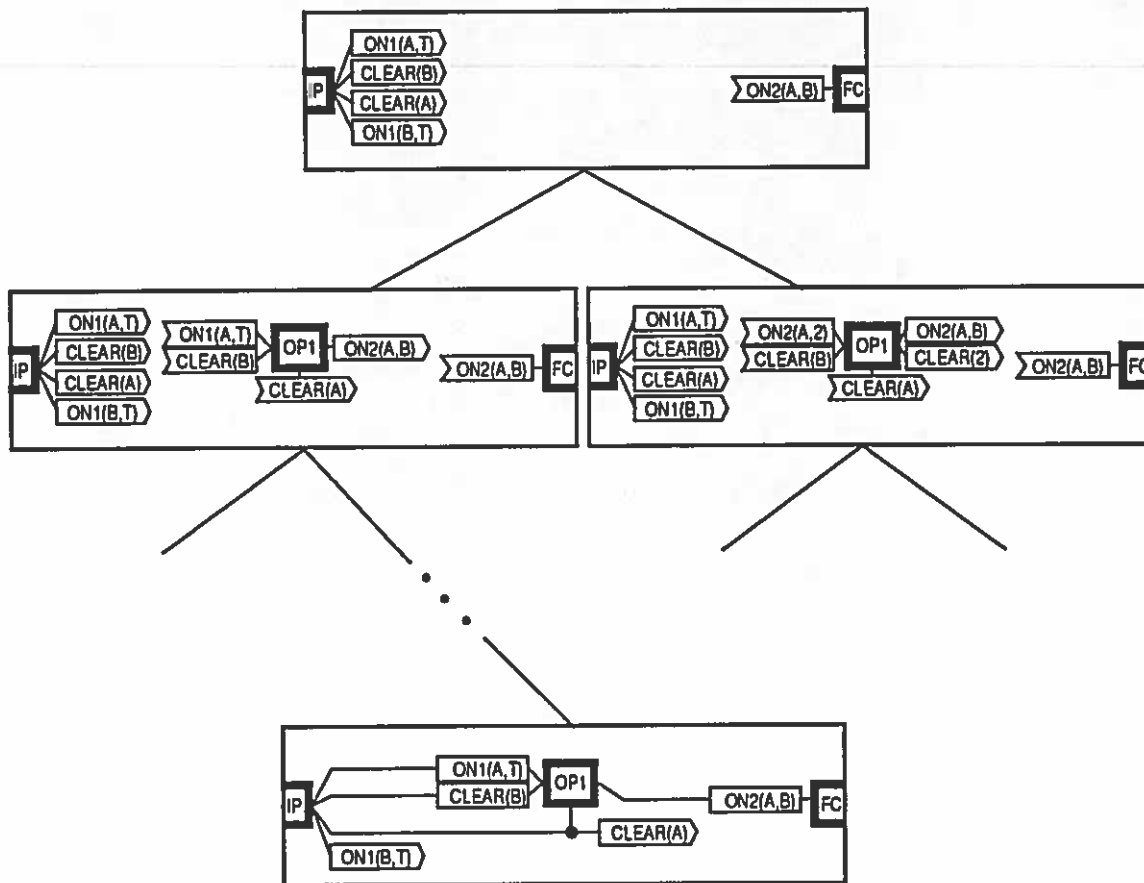 ON1(A,T)
CLEAR(B)
IP
CLEAR(A)
ON1(B,T)
ON2(A,B)
FC
ON1(A,T)
CLEAR(B)
IP
CLEAR(A)
ON1(B,T)
ON1(A,T)
CLEAR(B)
OP1
ON2(A,B)
CLEAR(A)
ON2(A,B)
FC
ON1(A,T)
CLEAR(B)
IP
CLEAR(A)
ON1(B,T)
ON2(A,2)
CLEAR(B)
OP1
ON2(A,B)
CLEAR(2)
CLEAR(A)
ON2(A,B)
FC
IP
ON1(A,T)
CLEAR(B)
OP1
ON2(A,B)
FC
CLEAR(A)
ON1(B,T)